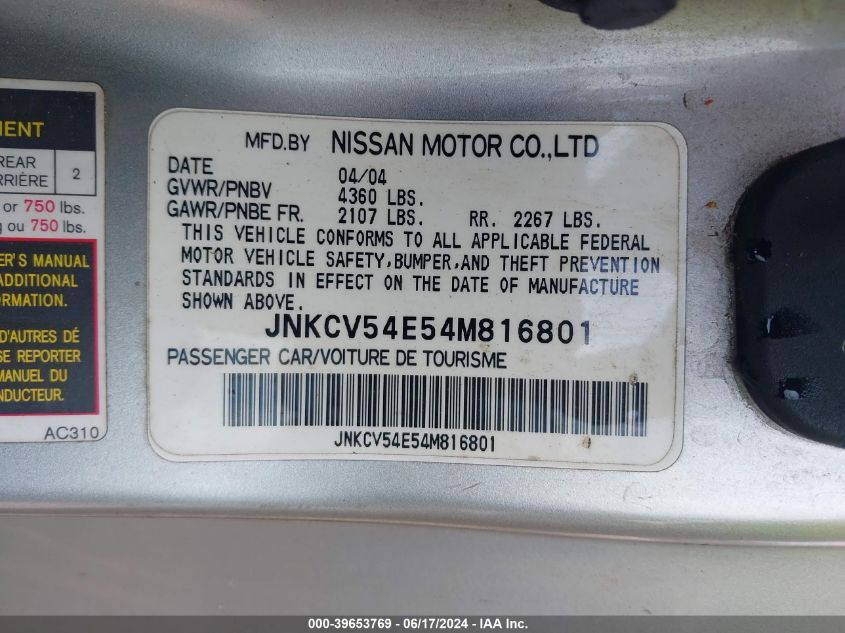 MENT
REAR
RRIÈRE 2
or 750 lbs.
ou 750 lbs.
ER'S MANUAL
ADDITIONAL
RMATION.
D'AUTRES DÉ
SE REPORTER
MANUEL DU
NDUCTEUR.
AC310
MFD.BY NISSAN MOTOR CO.,LTD
DATE 04/04
GVWR/PNBV 4360 LBS.
GAWR/PNBE FR. 2107 LBS. RR. 2267 LBS.
THIS VEHICLE CONFORMS TO ALL APPLICABLE FEDERAL
MOTOR VEHICLE SAFETY,BUMPER,AND THEFT PREVENTION
STANDARDS IN EFFECT ON THE DATE OF MANUFACTURE
SHOWN ABOVE.
JNKCV54E54M816801
PASSENGER CAR/VOITURE DE TOURISME
JNKCV54E54M816801
000-39653769 - 06/17/2024 - IAA Inc.